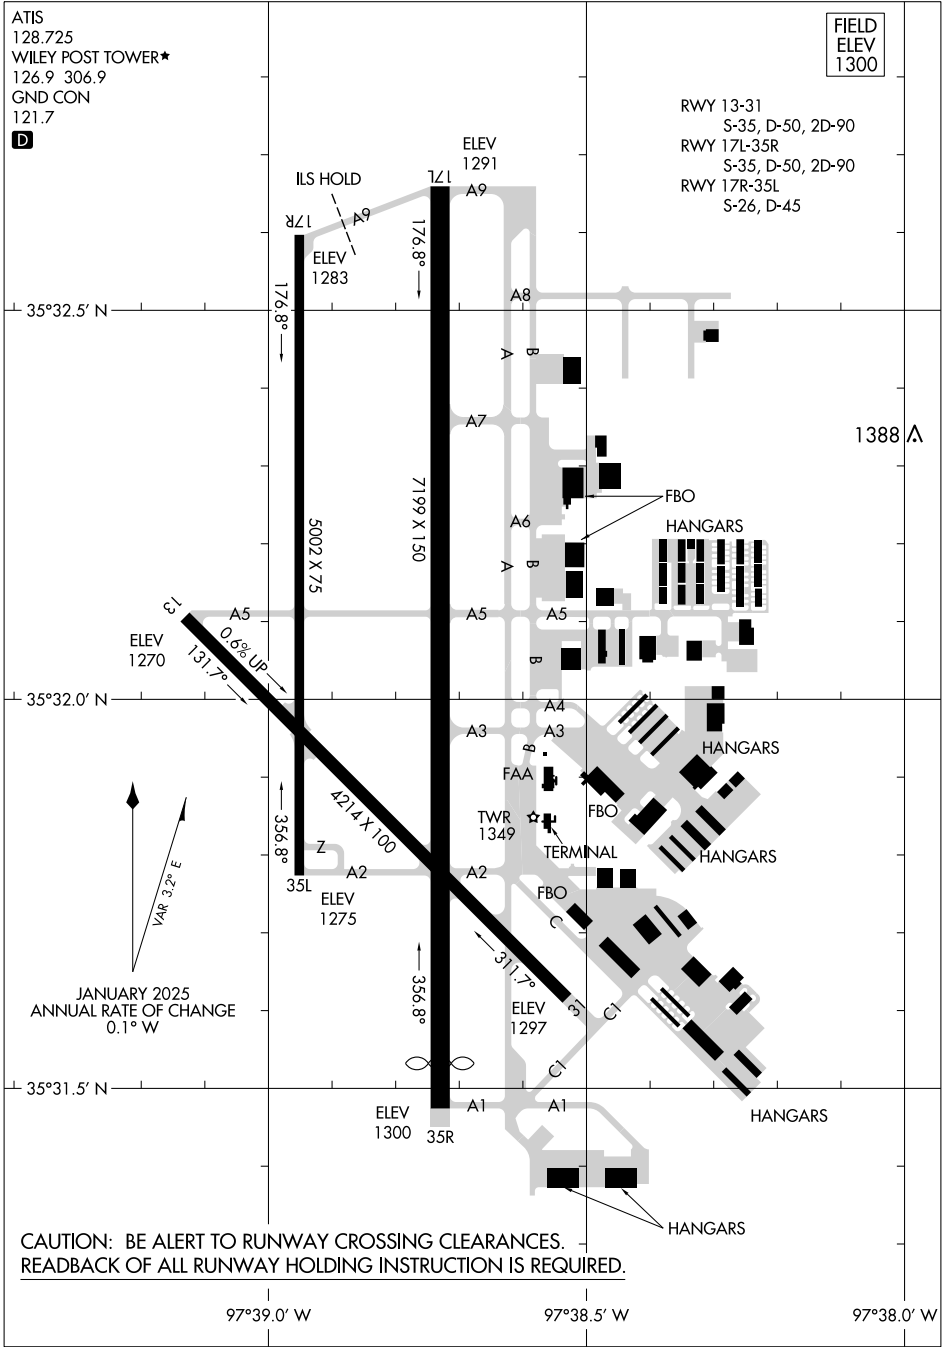 ATIS
128.725
WILEY POST TOWER★
126.9 306.9
GND CON
121.7
D
FIELD
ELEV
1300
RWY 13-31
S-35, D-50, 2D-90
RWY 17L-35R
S-35, D-50, 2D-90
RWY 17R-35L
S-26, D-45
ELEV
1291
ILS HOLD
17L
A9
A9
17R
ELEV
1283
176.8°
176.8°
A8
35°32.5' N
A
B
A7
1388
7199 X 150
5002 X 75
FBO
A6
HANGARS
A
B
13
A5
A5
A5
ELEV
1270
0.6% UP
131.7°
B
35°32.0' N
A4
A3
A3
B
HANGARS
FAA
FBO
4214 X 100
TWR
1349
TERMINAL
356.8°
Z
A2
A2
HANGARS
35L
ELEV
1275
FBO
C
VAR 3.2° E
311.7°
356.8°
JANUARY 2025
ANNUAL RATE OF CHANGE
0.1° W
ELEV
1297
31
C1
C1
35°31.5' N
A1
A1
ELEV
1300
35R
HANGARS
HANGARS
CAUTION: BE ALERT TO RUNWAY CROSSING CLEARANCES.
READBACK OF ALL RUNWAY HOLDING INSTRUCTION IS REQUIRED.
97°39.0' W
97°38.5' W
97°38.0' W